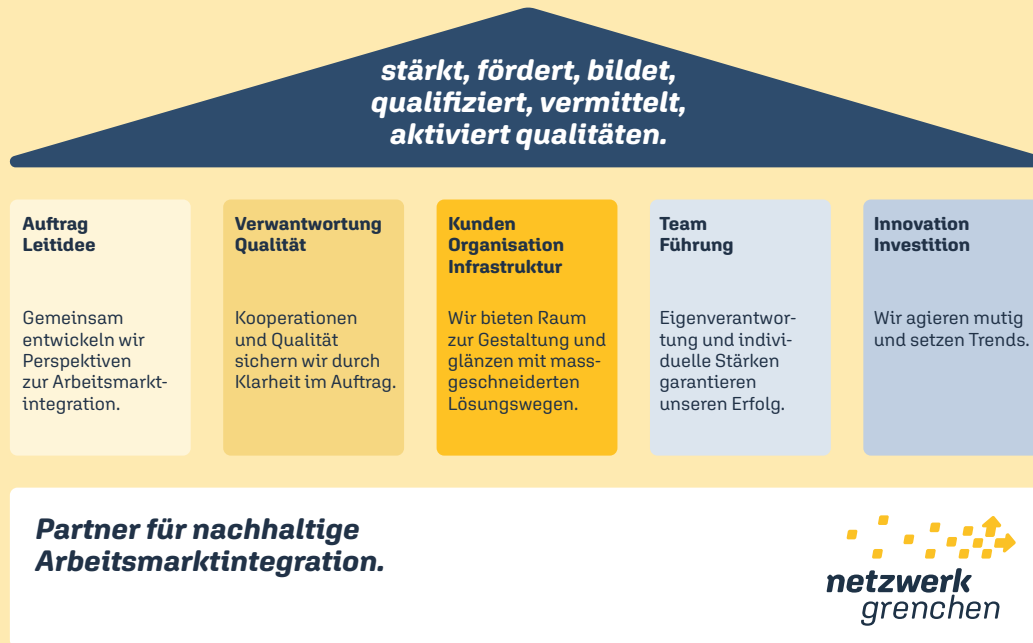 stärkt, fördert, bildet,
qualifiziert, vermittelt,
aktiviert qualitäten.
Auftrag
Leitidee
Gemeinsam
entwickeln wir
Perspektiven
zur Arbeitsmarkt-
integration.
Verwantwortung
Qualität
Kooperationen
und Qualität
sichern wir durch
Klarheit im Auftrag.
Kunden
Organisation
Infrastruktur
Wir bieten Raum
zur Gestaltung und
glänzen mit mass-
geschneiderten
Lösungswegen.
Team
Führung
Eigenverantwor-
tung und indivi-
duelle Stärken
garantieren
unseren Erfolg.
Innovation
Investition
Wir agieren mutig
und setzen Trends.
Partner für nachhaltige
Arbeitsmarktintegration.
netzwerk
grenchen